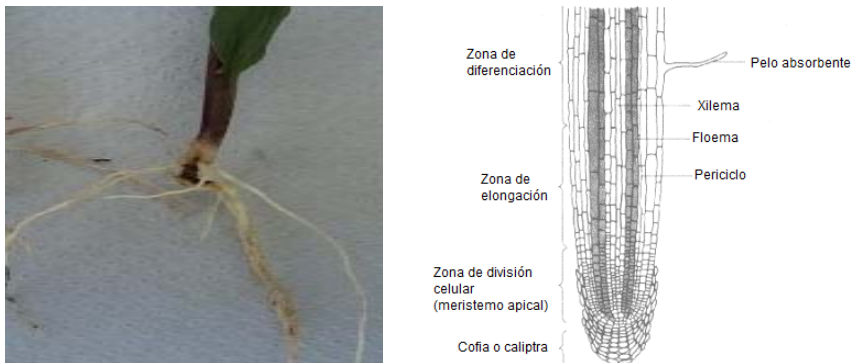 Zona de
diferenciación
Pelo absorbente
Xilema
Floema
Zona de
elongación
Periciclo
Zona de división
celular
(meristemo apical)
Cofia o caliptra